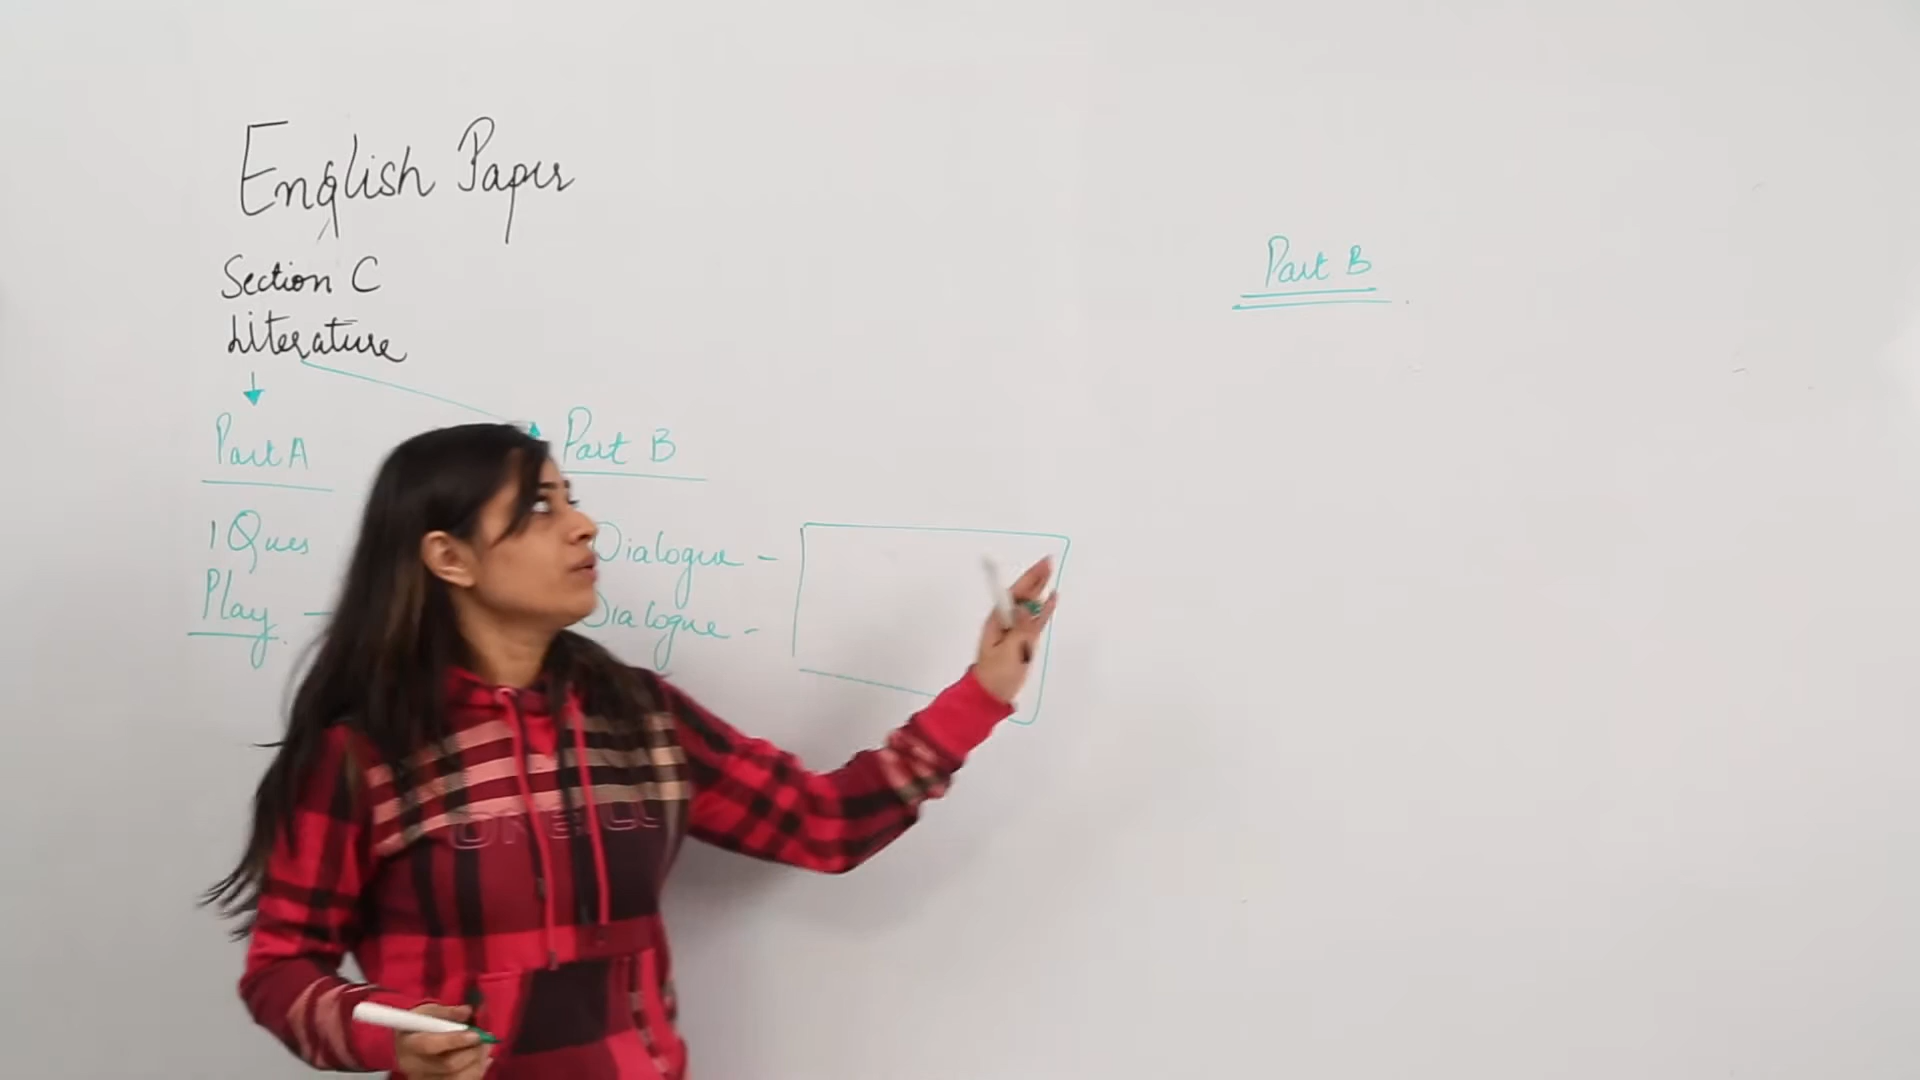 English Paper
Section C
Literature
Part A
1 Ques
Play
Part B
Dialogue -
Dialogue -
Part B